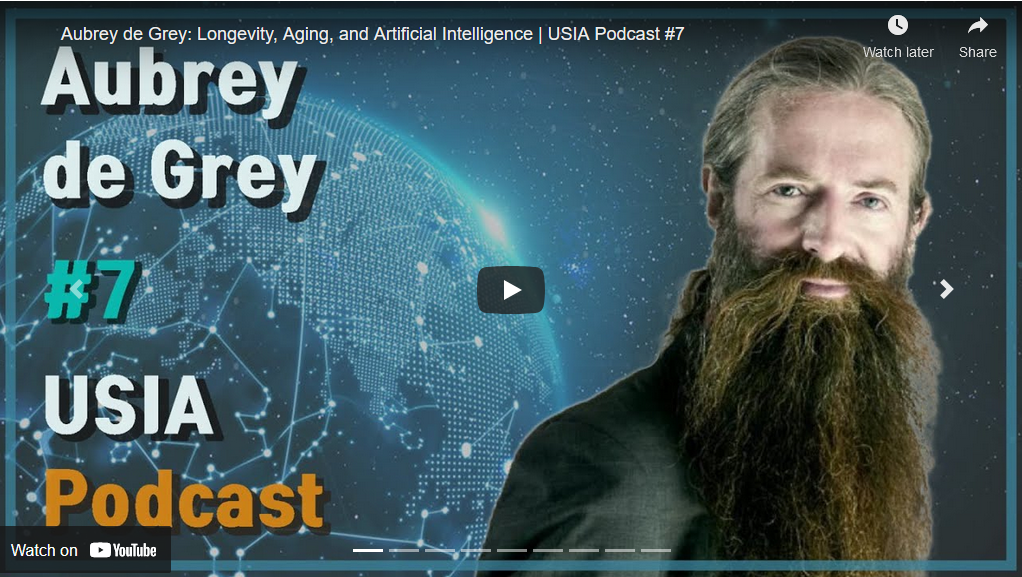 Aubrey de Grey: Longevity, Aging, and Artificial Intelligence | USIA Podcast #7
Watch later
Share
Aubrey
de Grey
#7
USIA
Podcast
Watch on YouTube